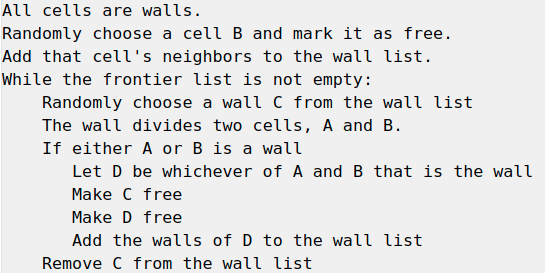 All cells are walls.
Randomly choose a cell B and mark it as free.
Add that cell's neighbors to the wall list.
While the frontier list is not empty:
    Randomly choose a wall C from the wall list
    The wall divides two cells, A and B.
    If either A or B is a wall
       Let D be whichever of A and B that is the wall
       Make C free
       Make D free
       Add the walls of D to the wall list
    Remove C from the wall list